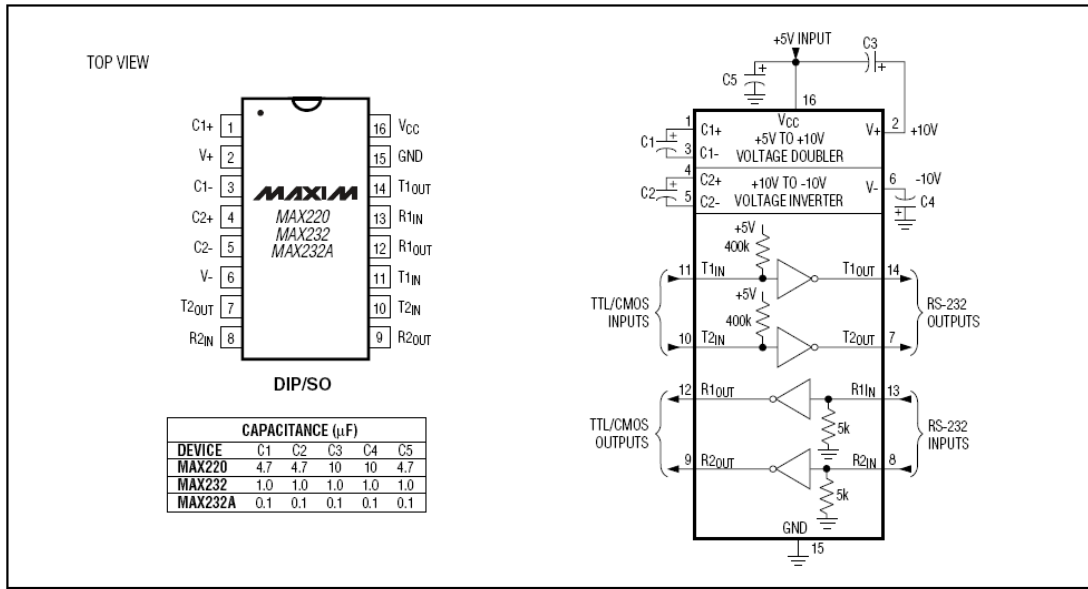 TOP VIEW
C1+ 1
V+ 2
C1- 3
C2+ 4
C2- 5
V- 6
T2OUT 7
R2IN 8
16 VCC
15 GND
14 T1OUT
13 R1IN
12 R1OUT
11 T1IN
10 T2IN
9 R2OUT
MAXIM
MAX220
MAX232
MAX232A
DIP/SO
CAPACITANCE (μF)
DEVICE C1 C2 C3 C4 C5
MAX220 4.7 4.7 10 10 4.7
MAX232 1.0 1.0 1.0 1.0 1.0
MAX232A 0.1 0.1 0.1 0.1 0.1
+5V INPUT
C3
+
+
C5
16
1
C1+
VCC
V+
2
+10V
+
C1
3
C1-
+5V TO +10V
VOLTAGE DOUBLER
4
C2+
+
C2
5
C2-
+10V TO -10V
VOLTAGE INVERTER
V-
6
-10V
C4
+
+5V
400k
11 T1IN
T1OUT 14
+5V
400k
10 T2IN
T2OUT 7
TTL/CMOS
INPUTS
RS-232
OUTPUTS
12 R1OUT
R1IN 13
5k
9 R2OUT
R2IN 8
5k
TTL/CMOS
OUTPUTS
RS-232
INPUTS
GND
15